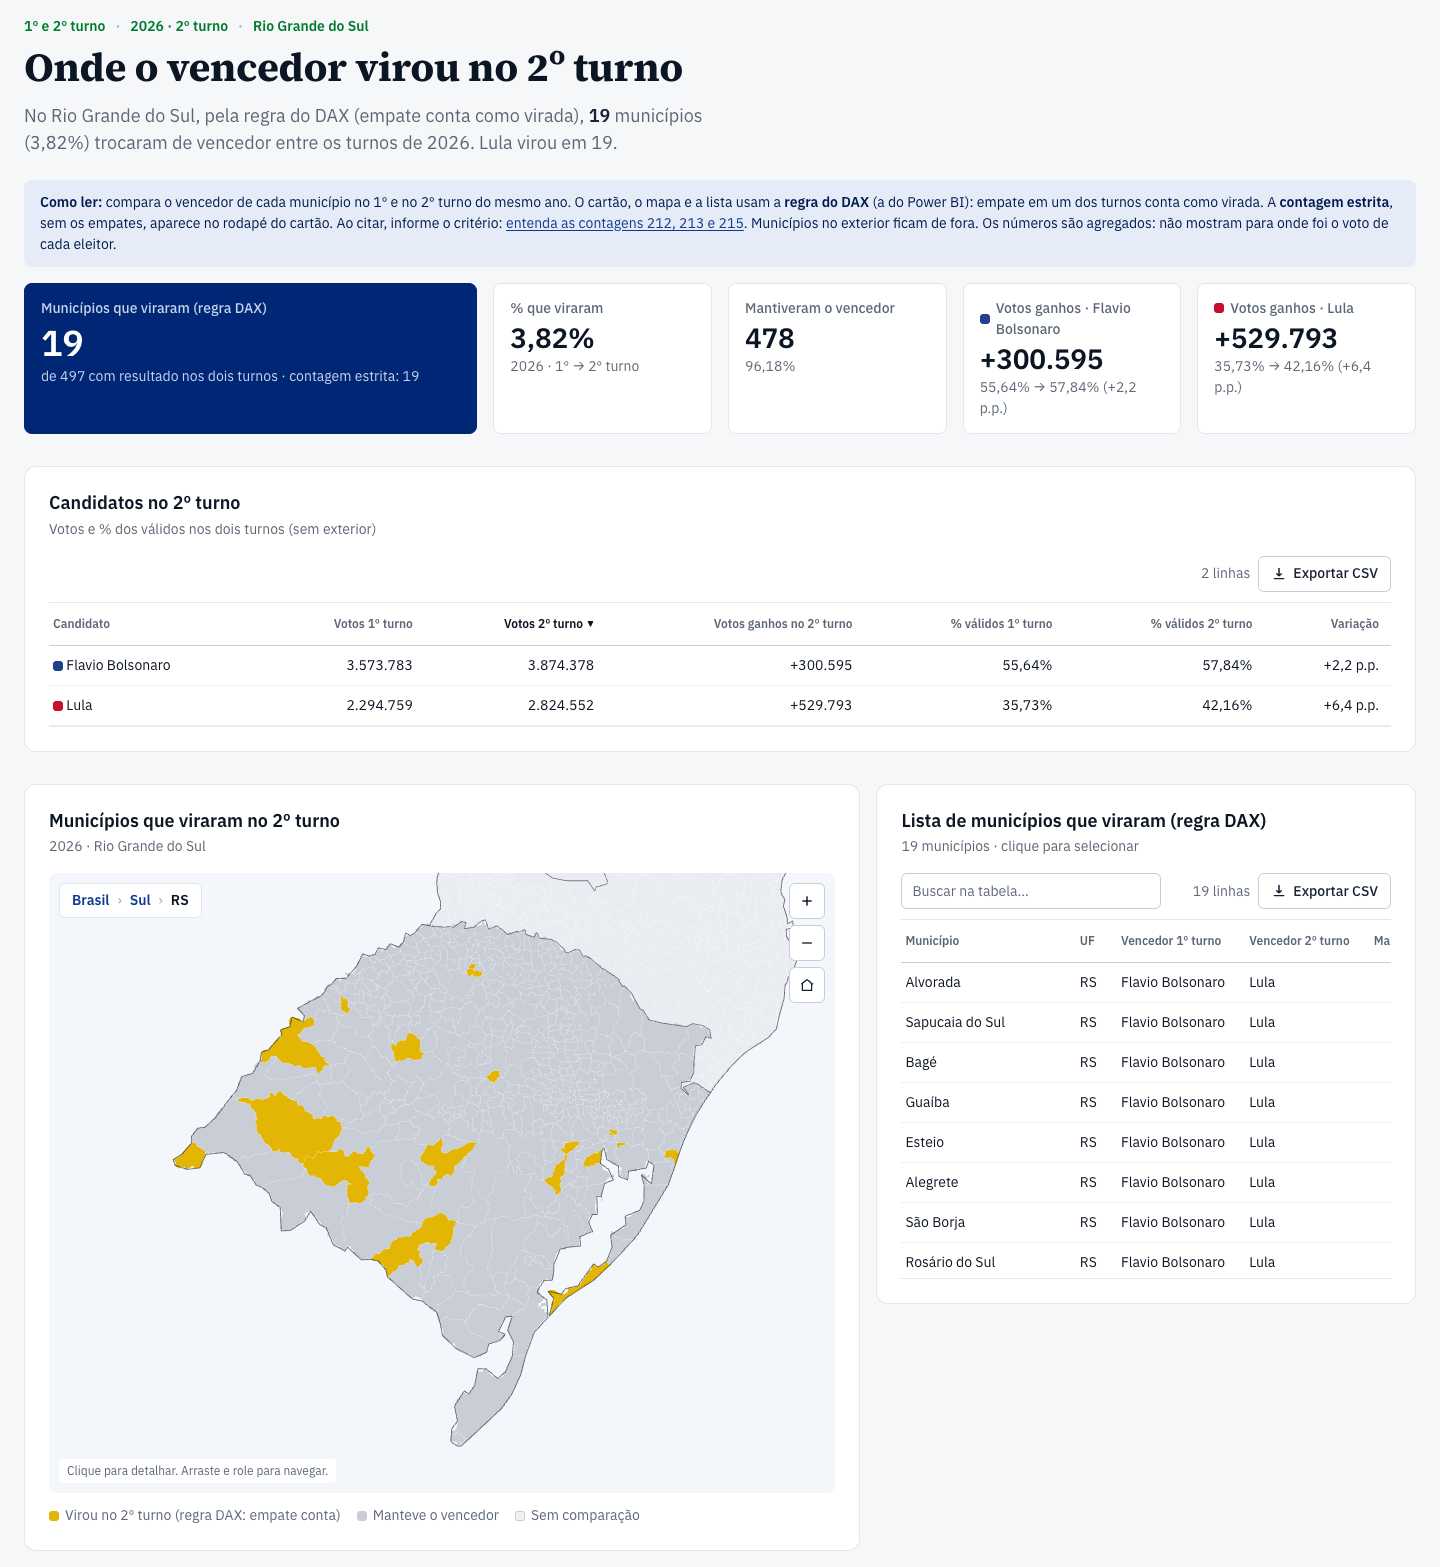 1º e 2º turno · 2026 · 2º turno · Rio Grande do Sul
Onde o vencedor virou no 2º turno
No Rio Grande do Sul, pela regra do DAX (empate conta como virada), 19 municípios
(3,82%) trocaram de vencedor entre os turnos de 2026. Lula virou em 19.
Como ler: compara o vencedor de cada município no 1º e no 2º turno do mesmo ano. O cartão, o mapa e a lista usam a regra do DAX (a do Power BI): empate em um dos turnos conta como virada. A contagem estrita,
sem os empates, aparece no rodapé do cartão. Ao citar, informe o critério: entenda as contagens 212, 213 e 215. Municípios no exterior ficam de fora. Os números são agregados: não mostram para onde foi o voto de
cada eleitor.
Municípios que viraram (regra DAX)
19
de 497 com resultado nos dois turnos · contagem estrita: 19
% que viraram
3,82%
2026 · 1º → 2º turno
Mantiveram o vencedor
478
96,18%
Votos ganhos · Flavio
Bolsonaro
+300.595
55,64% → 57,84% (+2,2
p.p.)
Votos ganhos · Lula
+529.793
35,73% → 42,16% (+6,4
p.p.)
Candidatos no 2º turno
Votos e % dos válidos nos dois turnos (sem exterior)
2 linhas Exportar CSV
Candidato Votos 1º turno Votos 2º turno ▼ Votos ganhos no 2º turno % válidos 1º turno % válidos 2º turno Variação
Flavio Bolsonaro 3.573.783 3.874.378 +300.595 55,64% 57,84% +2,2 p.p.
Lula 2.294.759 2.824.552 +529.793 35,73% 42,16% +6,4 p.p.
Municípios que viraram no 2º turno
2026 · Rio Grande do Sul
Brasil › Sul › RS
+
−
Clique para detalhar. Arraste e role para navegar.
Virou no 2º turno (regra DAX: empate conta) Manteve o vencedor Sem comparação
Lista de municípios que viraram (regra DAX)
19 municípios · clique para selecionar
Buscar na tabela... 19 linhas Exportar CSV
Município UF Vencedor 1º turno Vencedor 2º turno Ma
Alvorada RS Flavio Bolsonaro Lula
Sapucaia do Sul RS Flavio Bolsonaro Lula
Bagé RS Flavio Bolsonaro Lula
Guaíba RS Flavio Bolsonaro Lula
Esteio RS Flavio Bolsonaro Lula
Alegrete RS Flavio Bolsonaro Lula
São Borja RS Flavio Bolsonaro Lula
Rosário do Sul RS Flavio Bolsonaro Lula